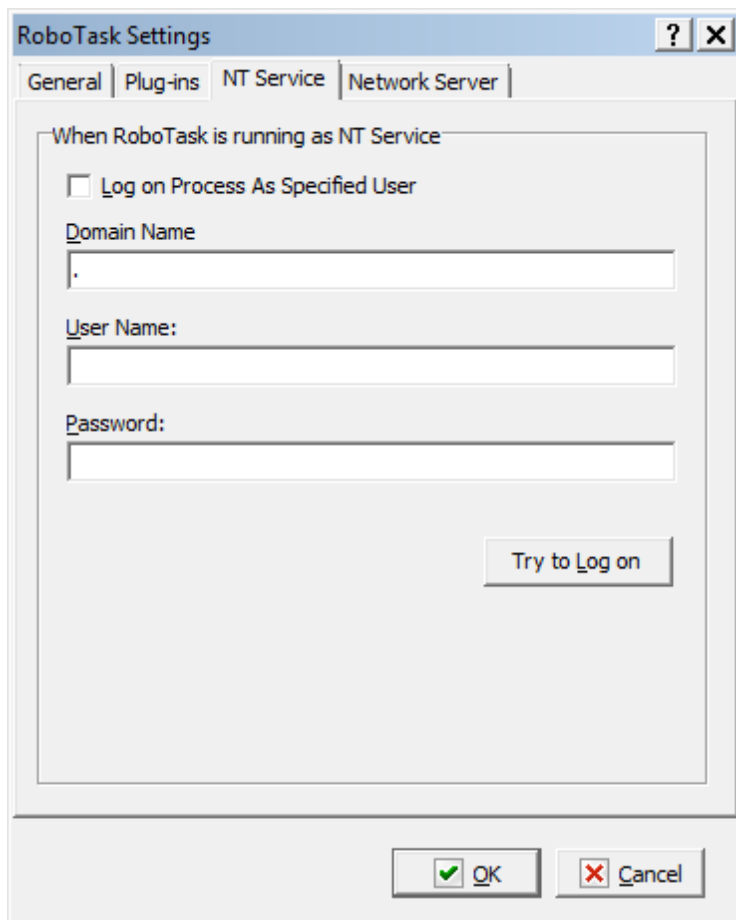 RoboTask Settings
General Plug-ins NT Service Network Server
When RoboTask is running as NT Service
Log on Process As Specified User
Domain Name
.
User Name:
Password:
Try to Log on
OK Cancel